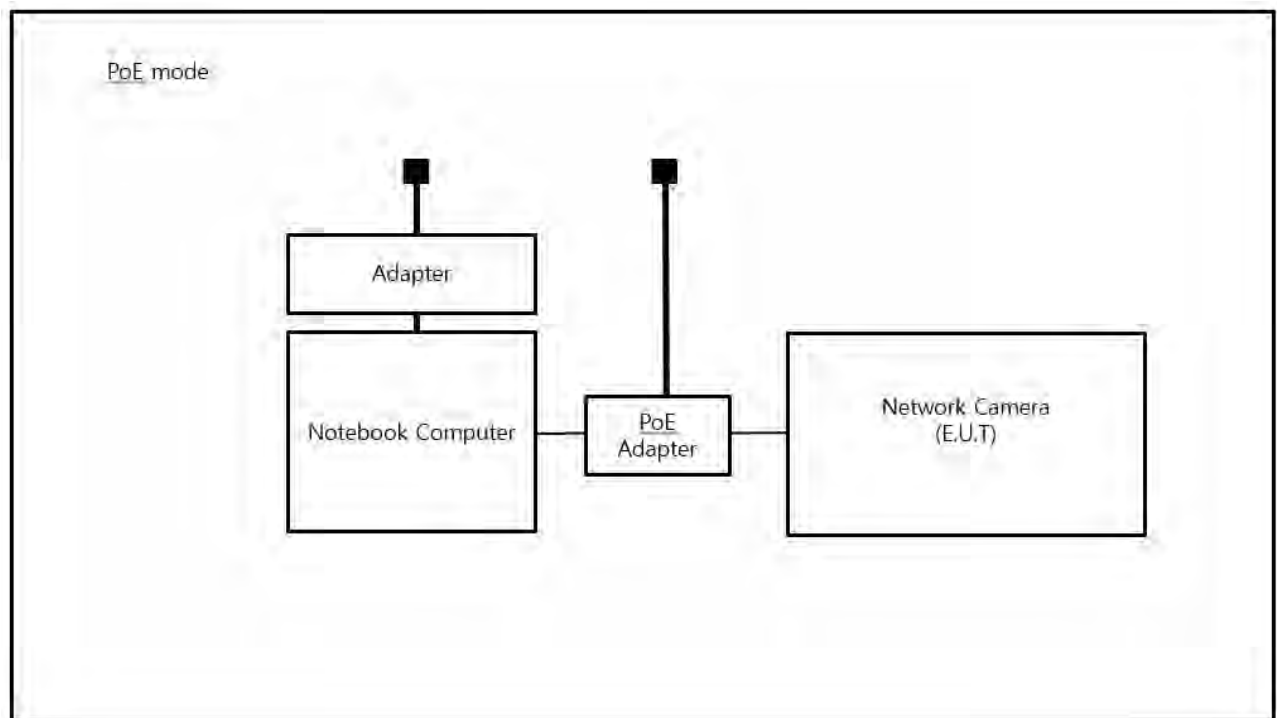 PoE mode
Adapter
Notebook Computer
PoE
Adapter
Network Camera
(E.U.T)